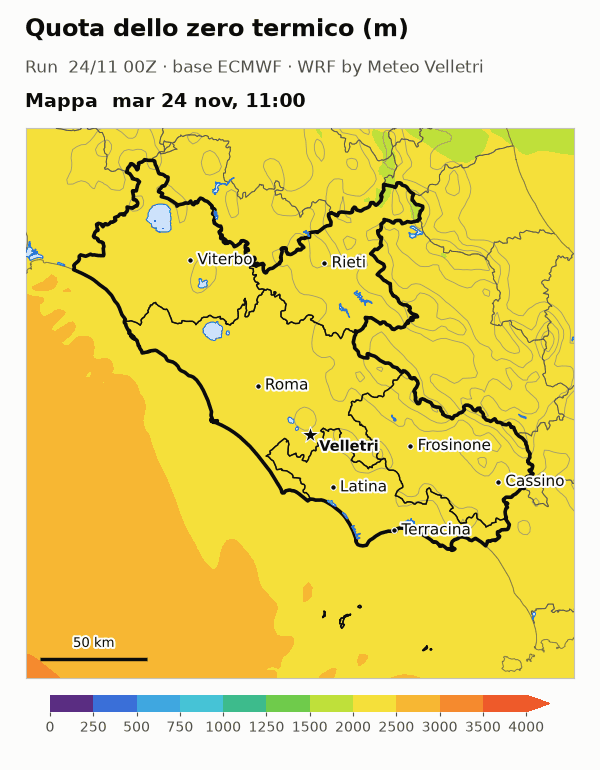 Quota dello zero termico (m)
Run 24/11 00Z · base ECMWF · WRF by Meteo Velletri
Mappa mar 24 nov, 11:00
Viterbo
Rieti
Roma
Velletri
Frosinone
Cassino
Latina
Terracina
50 km
0 250 500 750 1000 1250 1500 2000 2500 3000 3500 4000